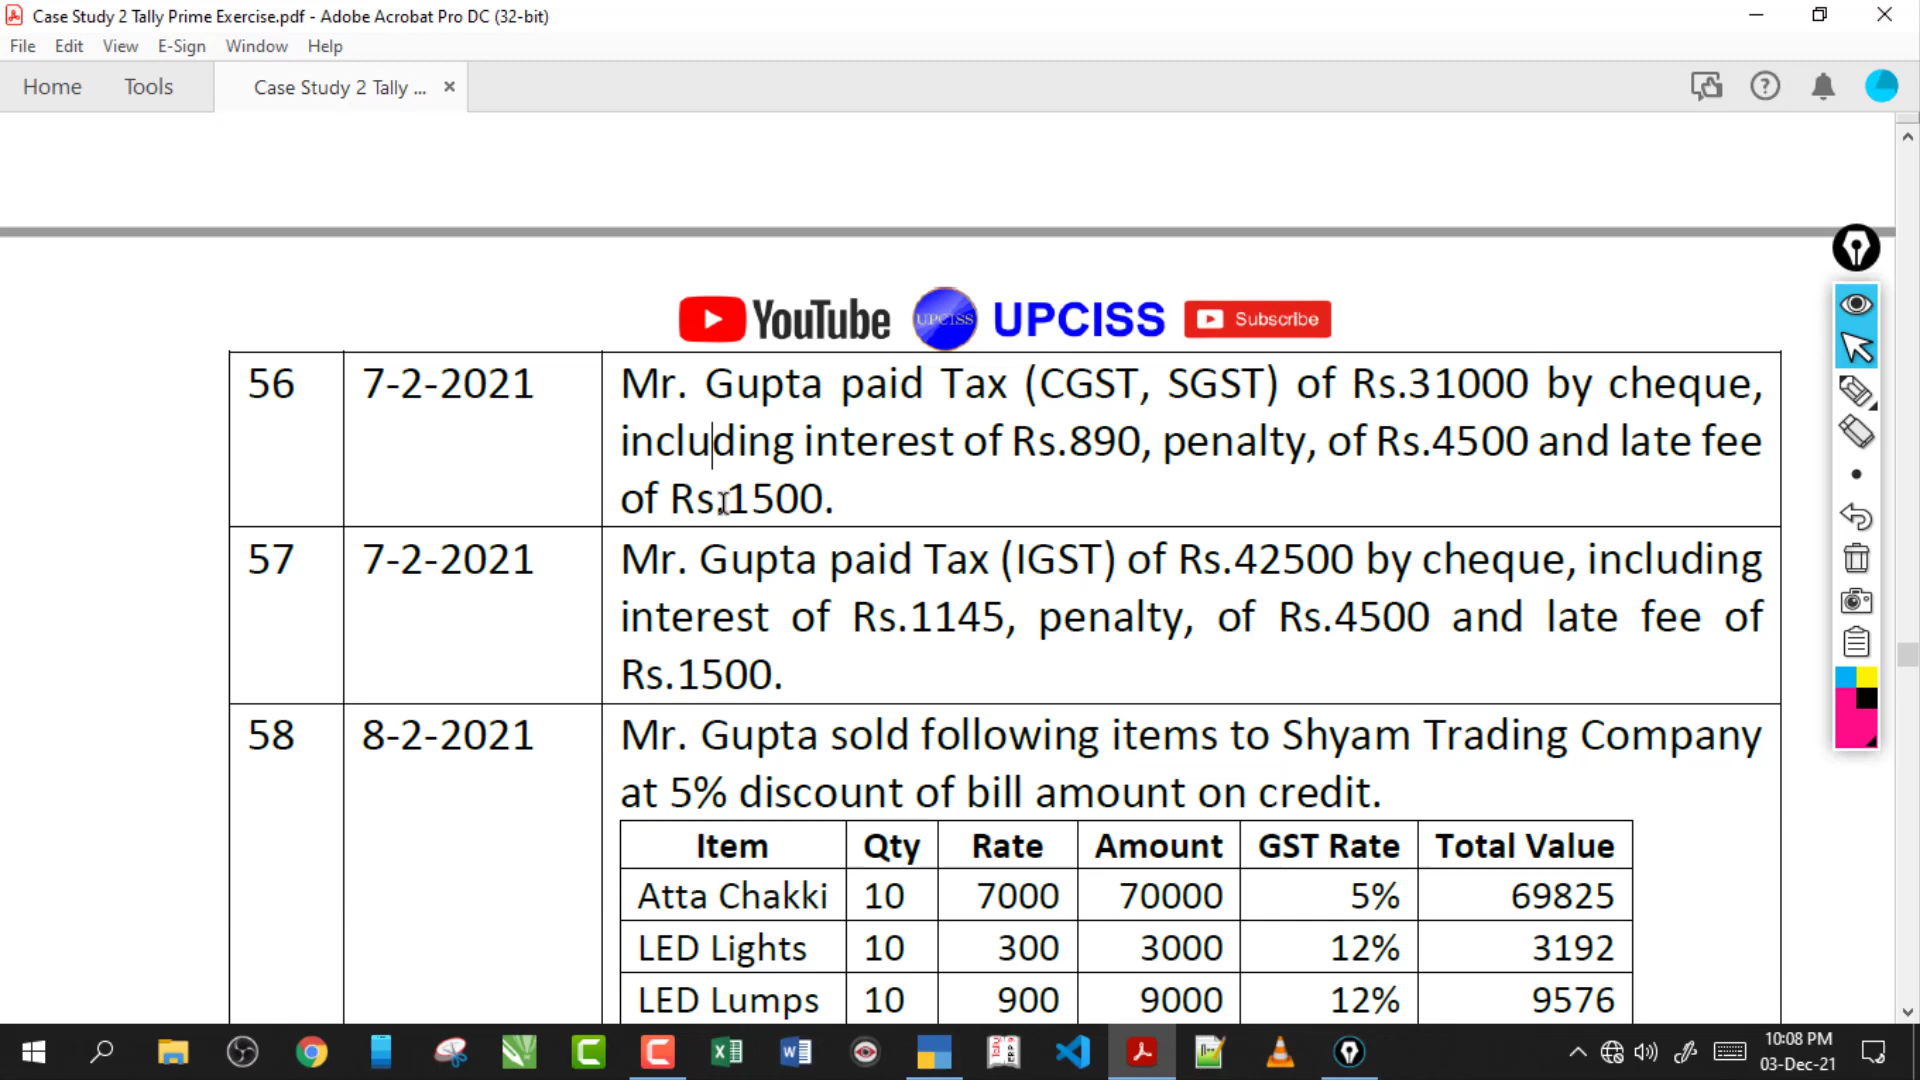 Case Study 2 Tally Prime Exercise.pdf - Adobe Acrobat Pro DC (32-bit)
File Edit View E-Sign Window Help
Home Tools Case Study 2 Tally ... ×
YouTube UPCISS UPCISS Subscribe
56 7-2-2021 Mr. Gupta paid Tax (CGST, SGST) of Rs.31000 by cheque,
including interest of Rs.890, penalty, of Rs.4500 and late fee
of Rs.1500.
57 7-2-2021 Mr. Gupta paid Tax (IGST) of Rs.42500 by cheque, including
interest of Rs.1145, penalty, of Rs.4500 and late fee of
Rs.1500.
58 8-2-2021 Mr. Gupta sold following items to Shyam Trading Company
at 5% discount of bill amount on credit.
Item Qty Rate Amount GST Rate Total Value
Atta Chakki 10 7000 70000 5% 69825
LED Lights 10 300 3000 12% 3192
LED Lumps 10 900 9000 12% 9576
10:08 PM
03-Dec-21